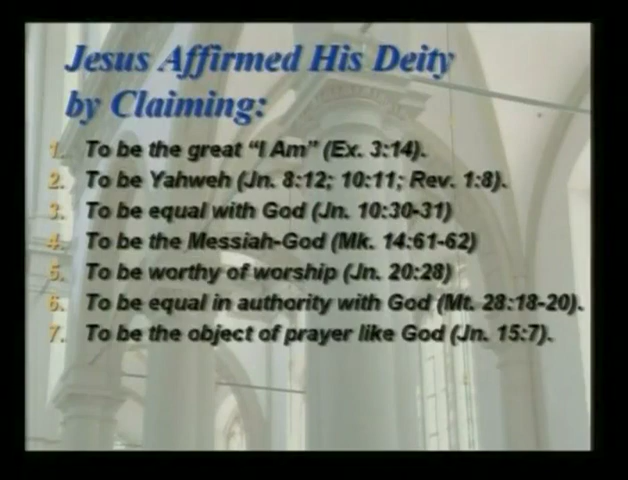 Jesus Affirmed His Deity
by Claiming:
1. To be the great “I Am” (Ex. 3:14).
2. To be Yahweh (Jn. 8:12; 10:11; Rev. 1:8).
3. To be equal with God (Jn. 10:30-31)
4. To be the Messiah-God (Mk. 14:61-62)
5. To be worthy of worship (Jn. 20:28)
6. To be equal in authority with God (Mt. 28:18-20).
7. To be the object of prayer like God (Jn. 15:7).